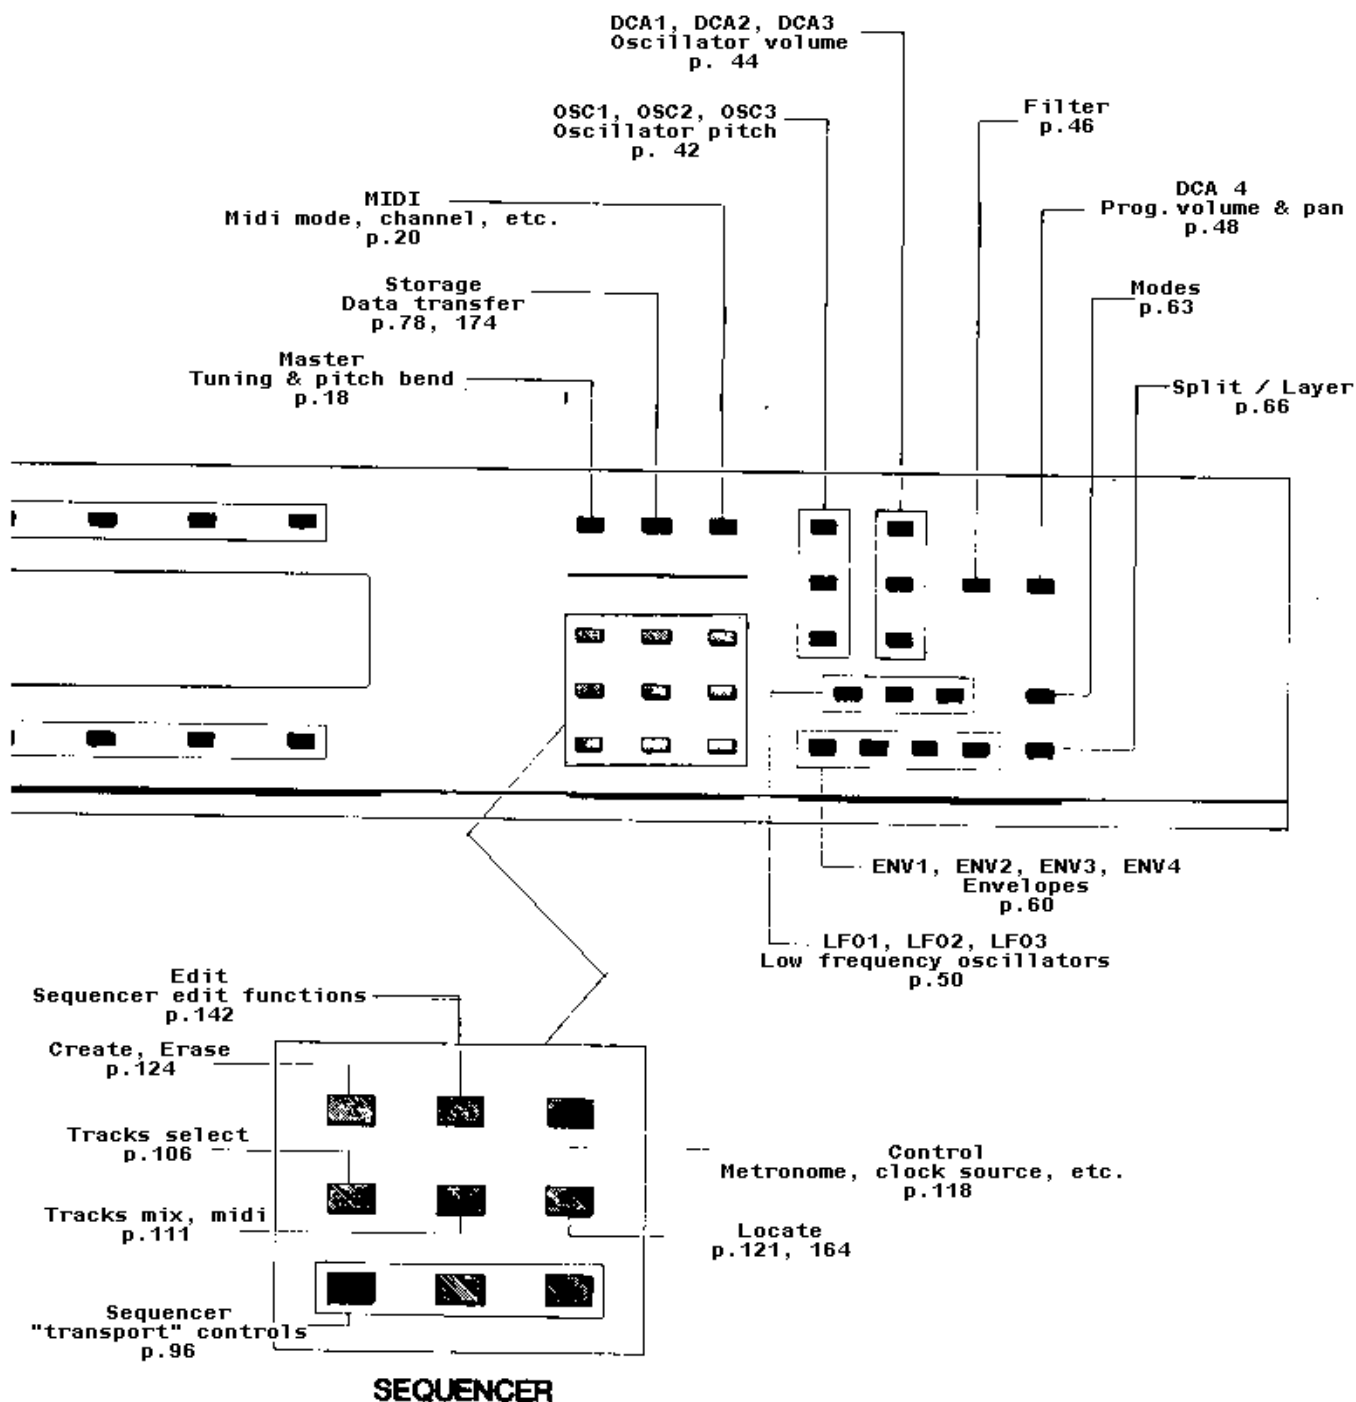 DCA1, DCA2, DCA3
Oscillator volume
p. 44
OSC1, OSC2, OSC3
Oscillator pitch
p. 42
Filter
p.46
MIDI
Midi mode, channel, etc.
p.20
DCA 4
Prog.volume & pan
p.48
Storage
Data transfer
p.78, 174
Modes
p.63
Master
Tuning & pitch bend
p.18
Split / Layer
p.66
ENV1, ENV2, ENV3, ENV4
Envelopes
p.60
LFO1, LFO2, LFO3
Low frequency oscillators
p.50
Edit
Sequencer edit functions
p.142
Create, Erase
p.124
Tracks select
p.106
Control
Metronome, clock source, etc.
p.118
Tracks mix, midi
p.111
Locate
p.121, 164
Sequencer
"transport" controls
p.96
SEQUENCER